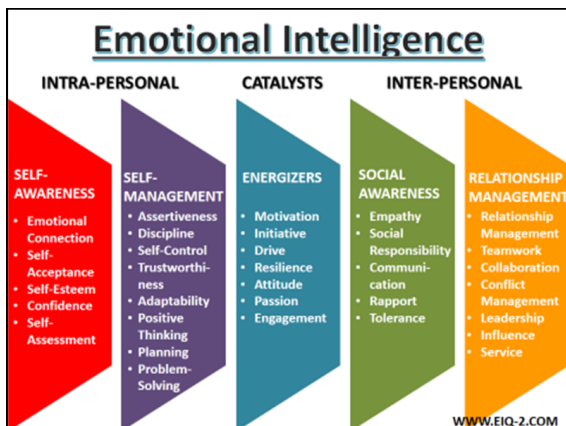 Emotional Intelligence
INTRA-PERSONAL
CATALYSTS
INTER-PERSONAL
SELF-
AWARENESS
• Emotional
Connection
• Self-
Acceptance
• Self-Esteem
• Confidence
• Self-
Assessment
SELF-
MANAGEMENT
• Assertiveness
• Discipline
• Self-Control
• Trustworthi-
ness
• Adaptability
• Positive
Thinking
• Planning
• Problem-
Solving
ENERGIZERS
• Motivation
• Initiative
• Drive
• Resilience
• Attitude
• Passion
• Engagement
SOCIAL
AWARENESS
• Empathy
• Social
Responsibility
• Communi-
cation
• Rapport
• Tolerance
RELATIONSHIP
MANAGEMENT
• Relationship
Management
• Teamwork
• Collaboration
• Conflict
Management
• Leadership
• Influence
• Service
WWW.EIQ-2.COM